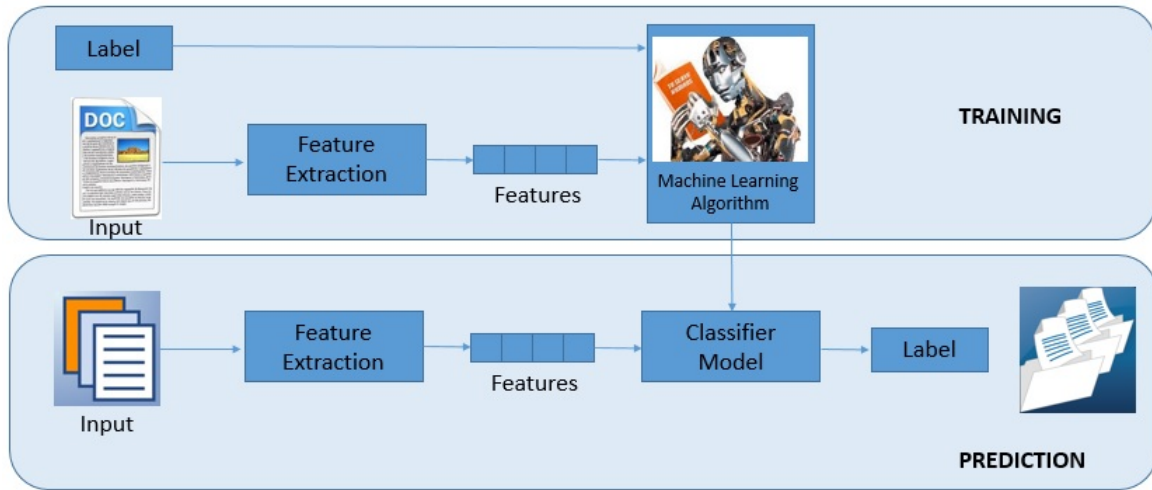 Label
DOC
Input
Feature
Extraction
Features
Machine Learning
Algorithm
TRAINING
Input
Feature
Extraction
Features
Classifier
Model
Label
PREDICTION